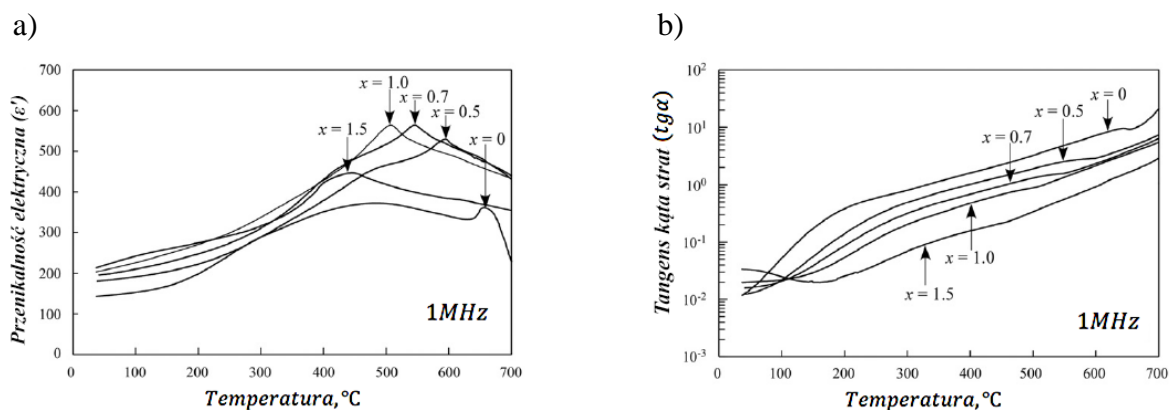 a)
700
600
500
400
300
200
100
0
Przenikalność elektryczna (ε')
x = 1.0
x = 0.7
x = 0.5
x = 1.5
x = 0
1MHz
0 100 200 300 400 500 600 700
Temperatura,°C
b)
10²
10¹
10⁰
10⁻¹
10⁻²
10⁻³
Tangens kąta strat (tgα)
x = 0
x = 0.5
x = 0.7
x = 1.0
x = 1.5
1MHz
0 100 200 300 400 500 600 700
Temperatura,°C